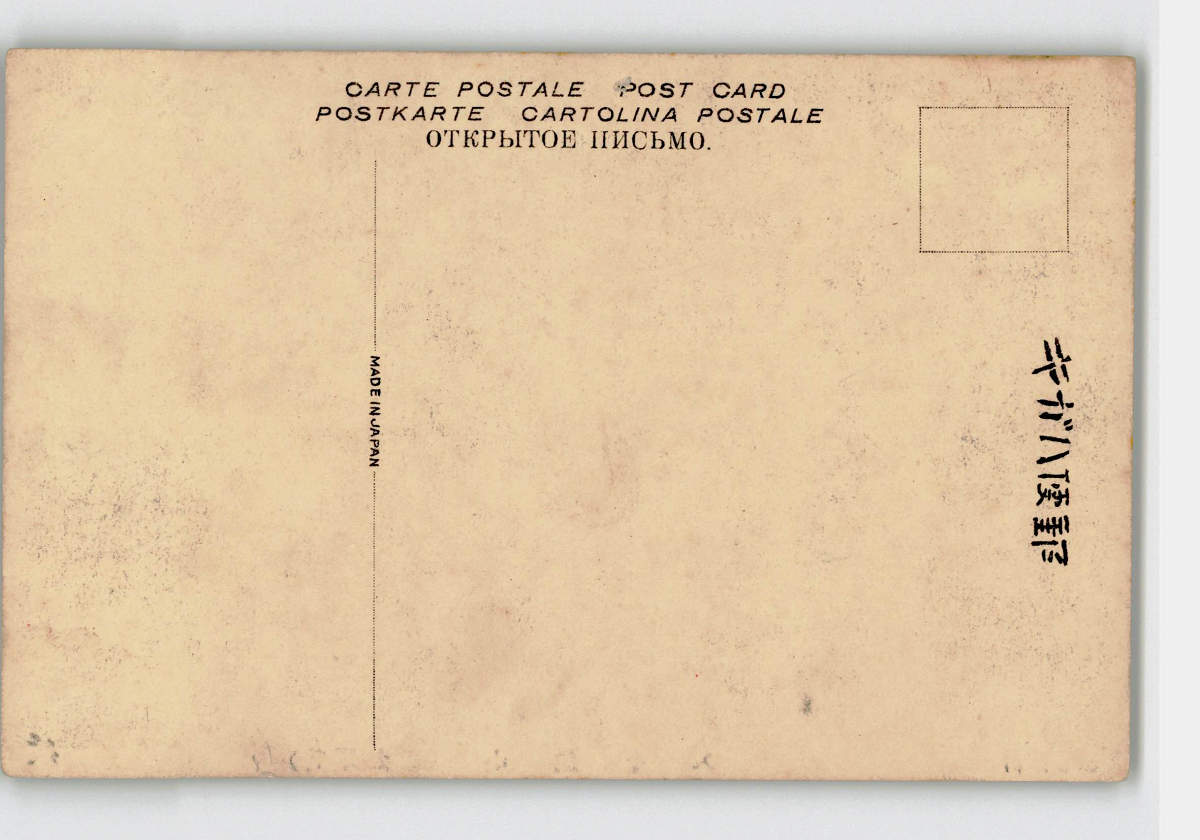 CARTE POSTALE POST CARD
POSTKARTE CARTOLINA POSTALE
ОТКРЫТОЕ ПИСЬМО.
MADE IN JAPAN
郵便ハガキ